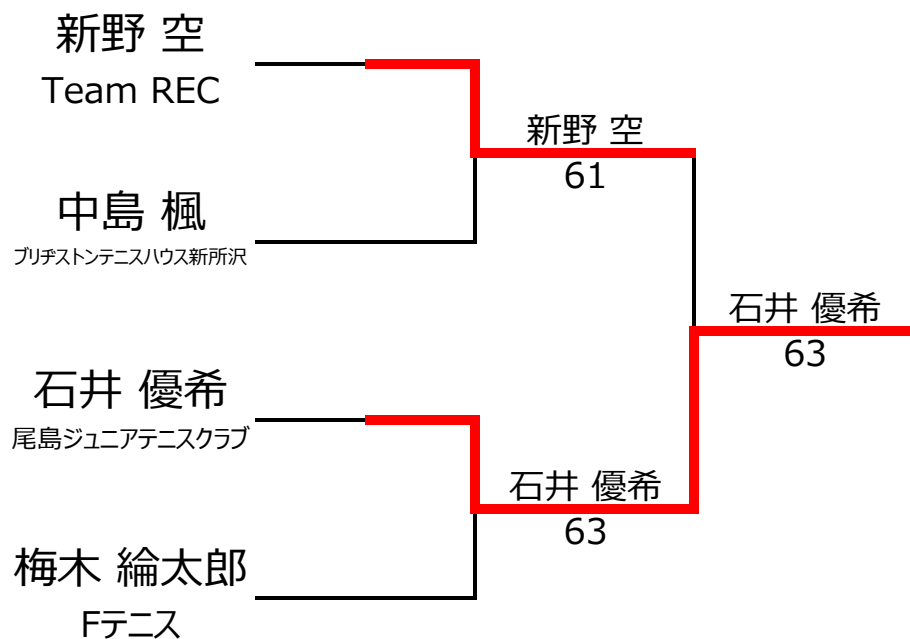 新野 空
Team REC
新野 空
61
中島 楓
ブリヂストンテニスハウス新所沢
石井 優希
63
石井 優希
尾島ジュニアテニスクラブ
石井 優希
63
梅木 綸太郎
Fテニス